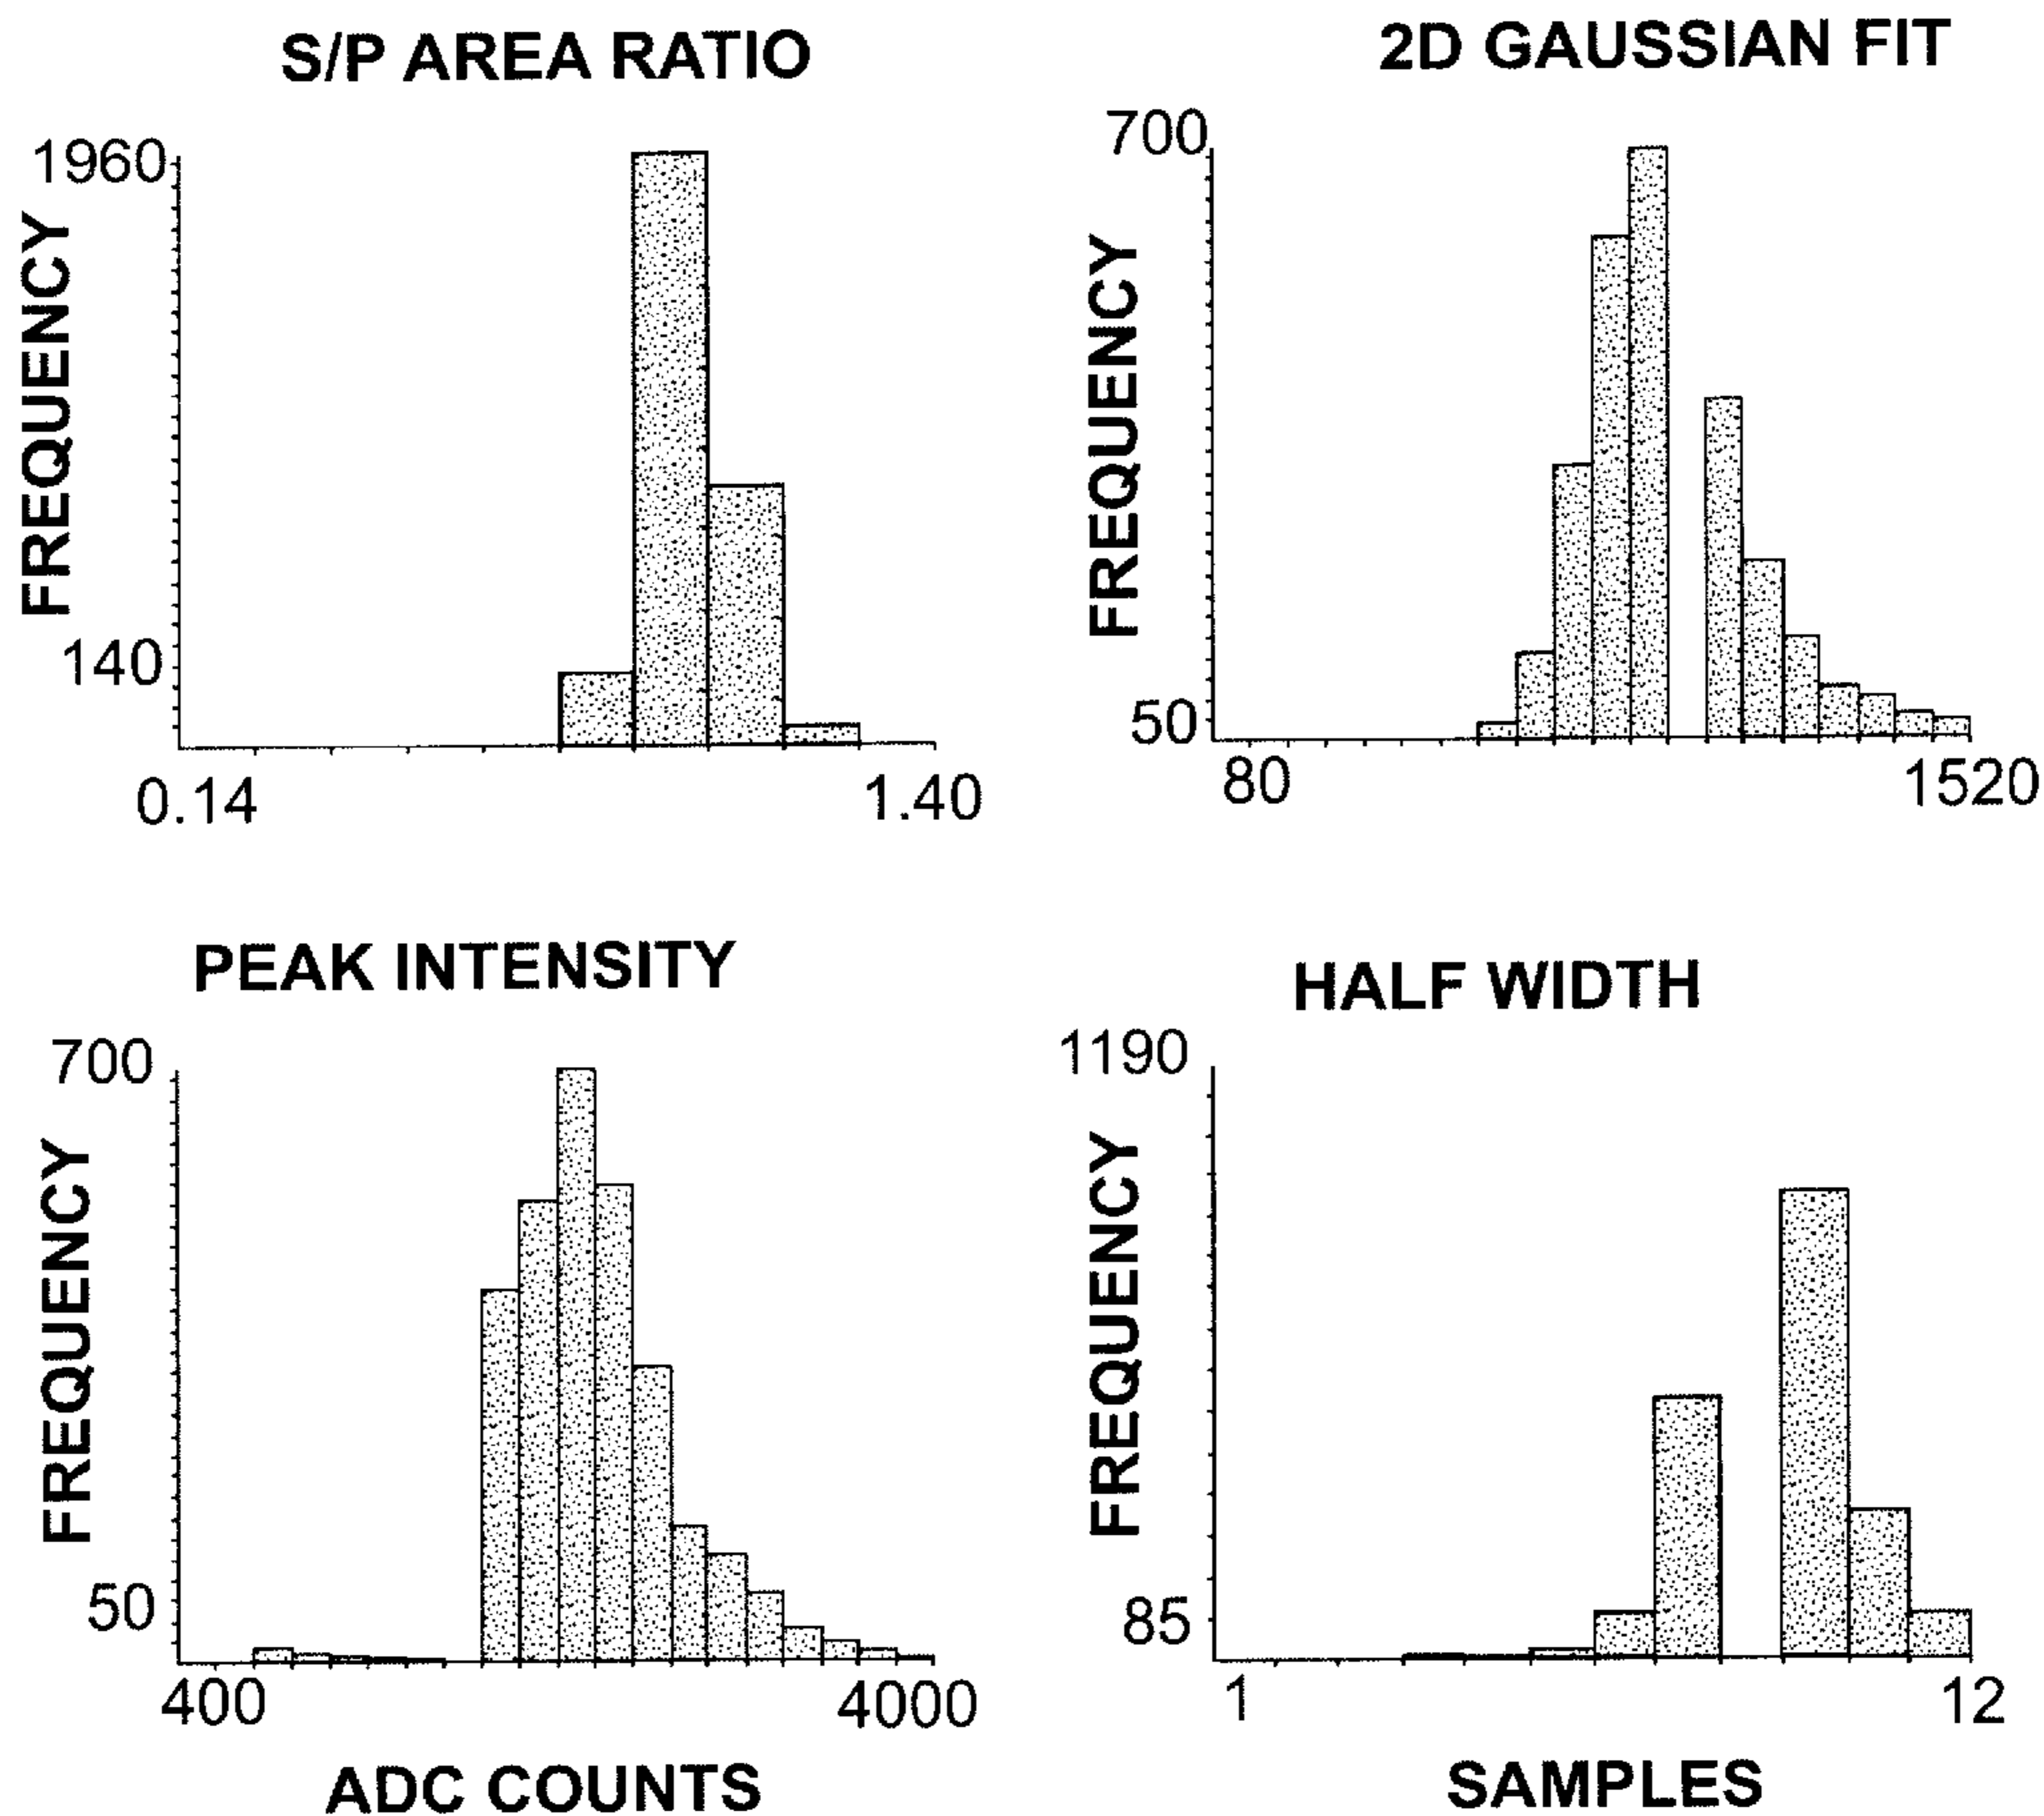 S/P AREA RATIO
1960
FREQUENCY
140
0.14
1.40
2D GAUSSIAN FIT
700
FREQUENCY
50
80
1520
PEAK INTENSITY
700
FREQUENCY
50
400
4000
ADC COUNTS
HALF WIDTH
1190
FREQUENCY
85
1
12
SAMPLES